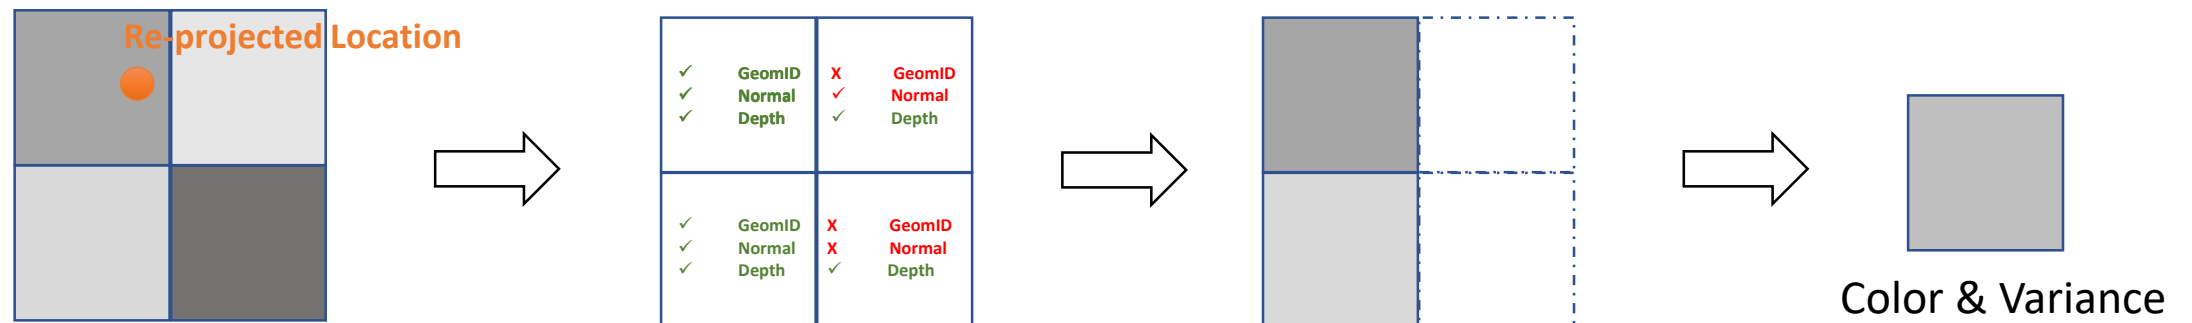 Re-projected Location
✓ GeomID
✓ Normal
✓ Depth
X GeomID
✓ Normal
✓ Depth
✓ GeomID
✓ Normal
✓ Depth
X GeomID
X Normal
✓ Depth
Color & Variance